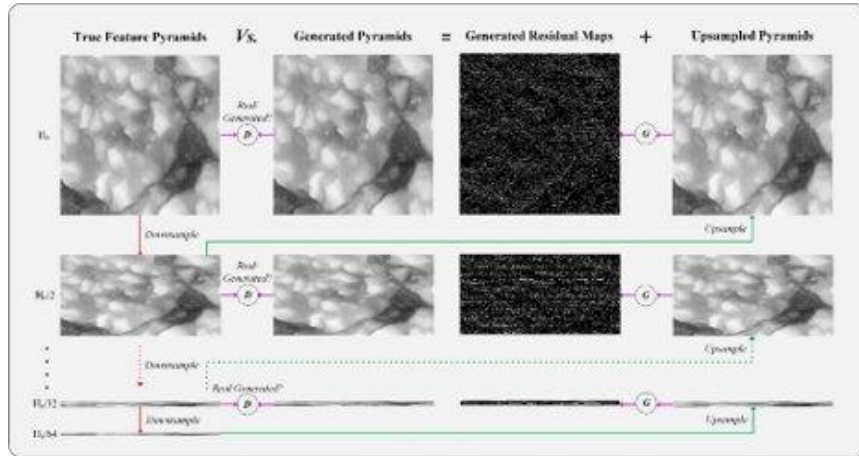 True Feature Pyramids Vs. Generated Pyramids = Generated Residual Maps + Upsampled Pyramids
Real-
Generated?
D
G
Downsample
Upsample
Real-
Generated?
D
G
Downsample
Upsample
Real-Generated?
D
G
Downsample
Upsample